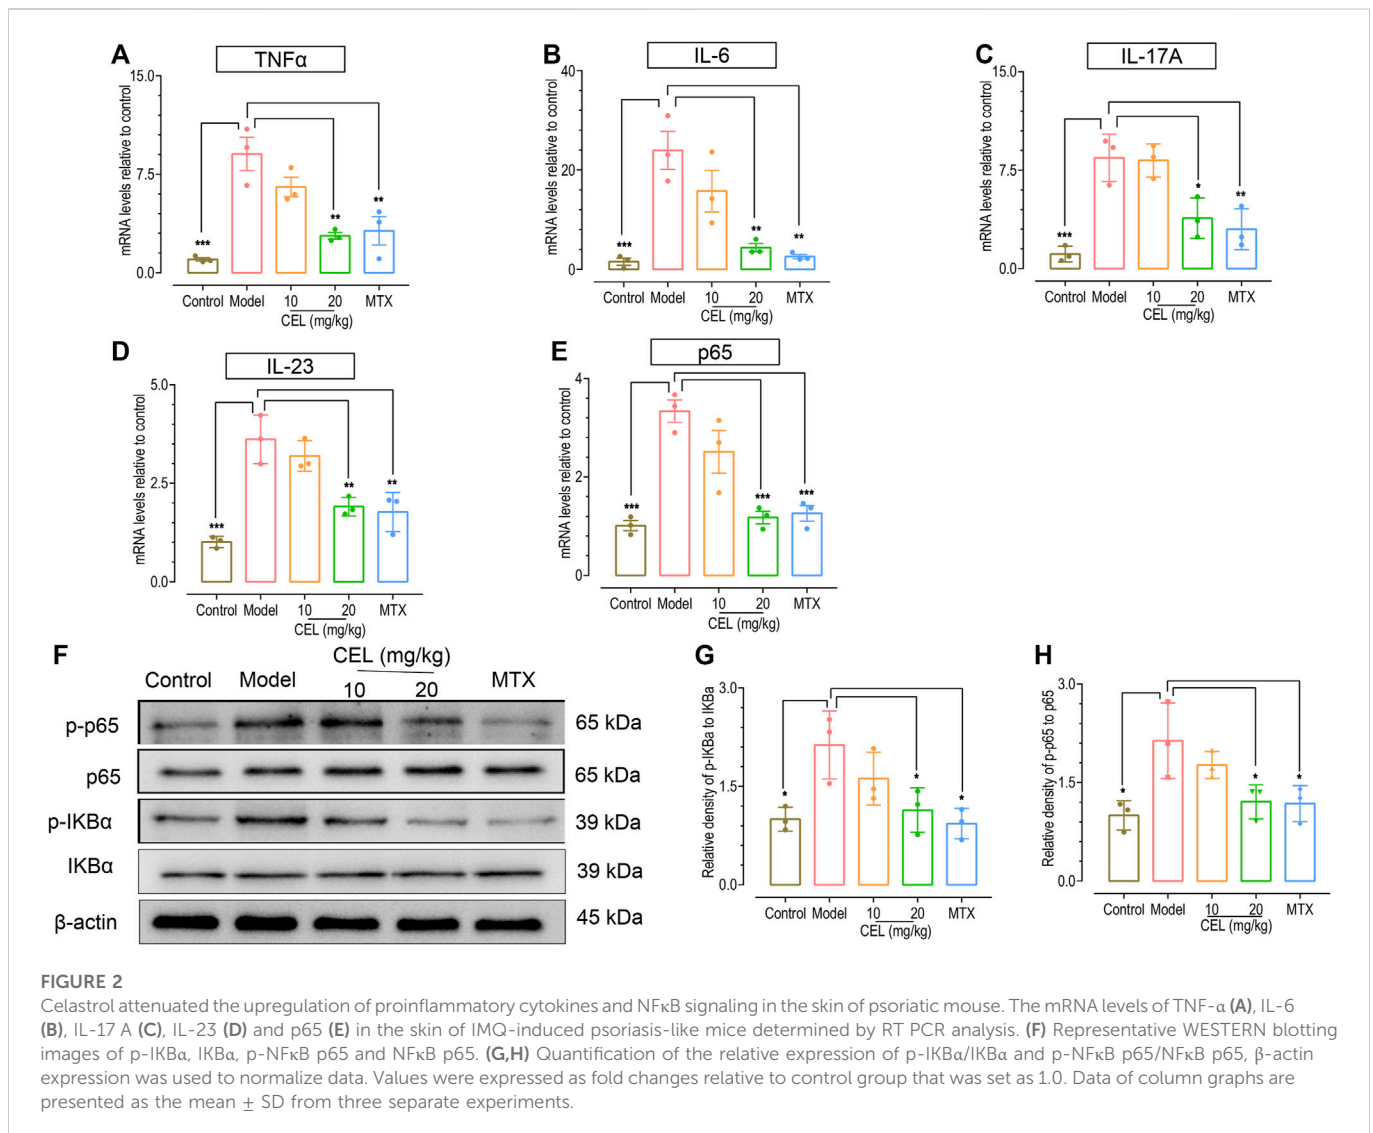 A
TNFα
mRNA levels relative to control
15.0
7.5
0.0
***
**
**
Control Model 10 20 MTX
CEL (mg/kg)
B
IL-6
mRNA levels relative to control
40
20
0
***
**
**
Control Model 10 20 MTX
CEL (mg/kg)
C
IL-17A
mRNA levels relative to control
15.0
7.5
0.0
***
*
**
Control Model 10 20 MTX
CEL (mg/kg)
D
IL-23
mRNA levels relative to control
5.0
2.5
0.0
***
**
**
Control Model 10 20 MTX
CEL (mg/kg)
E
p65
mRNA levels relative to control
4
2
0
***
***
***
Control Model 10 20 MTX
CEL (mg/kg)
F
CEL (mg/kg)
Control Model 10 20 MTX
p-p65 65 kDa
p65 65 kDa
p-IKBα 39 kDa
IKBα 39 kDa
β-actin 45 kDa
G
Relative density of p-IKBa to IKBa
3.0
1.5
0.0
*
*
*
Control Model 10 20 MTX
CEL (mg/kg)
H
Relative density of p-p65 to p65
3.0
1.5
0.0
*
*
*
Control Model 10 20 MTX
CEL (mg/kg)
FIGURE 2
Celastrol attenuated the upregulation of proinflammatory cytokines and NFκB signaling in the skin of psoriatic mouse. The mRNA levels of TNF-α (A), IL-6
(B), IL-17 A (C), IL-23 (D) and p65 (E) in the skin of IMQ-induced psoriasis-like mice determined by RT PCR analysis. (F) Representative WESTERN blotting
images of p-IKBα, IKBα, p-NFκB p65 and NFκB p65. (G,H) Quantification of the relative expression of p-IKBα/IKBα and p-NFκB p65/NFκB p65, β-actin
expression was used to normalize data. Values were expressed as fold changes relative to control group that was set as 1.0. Data of column graphs are
presented as the mean ± SD from three separate experiments.